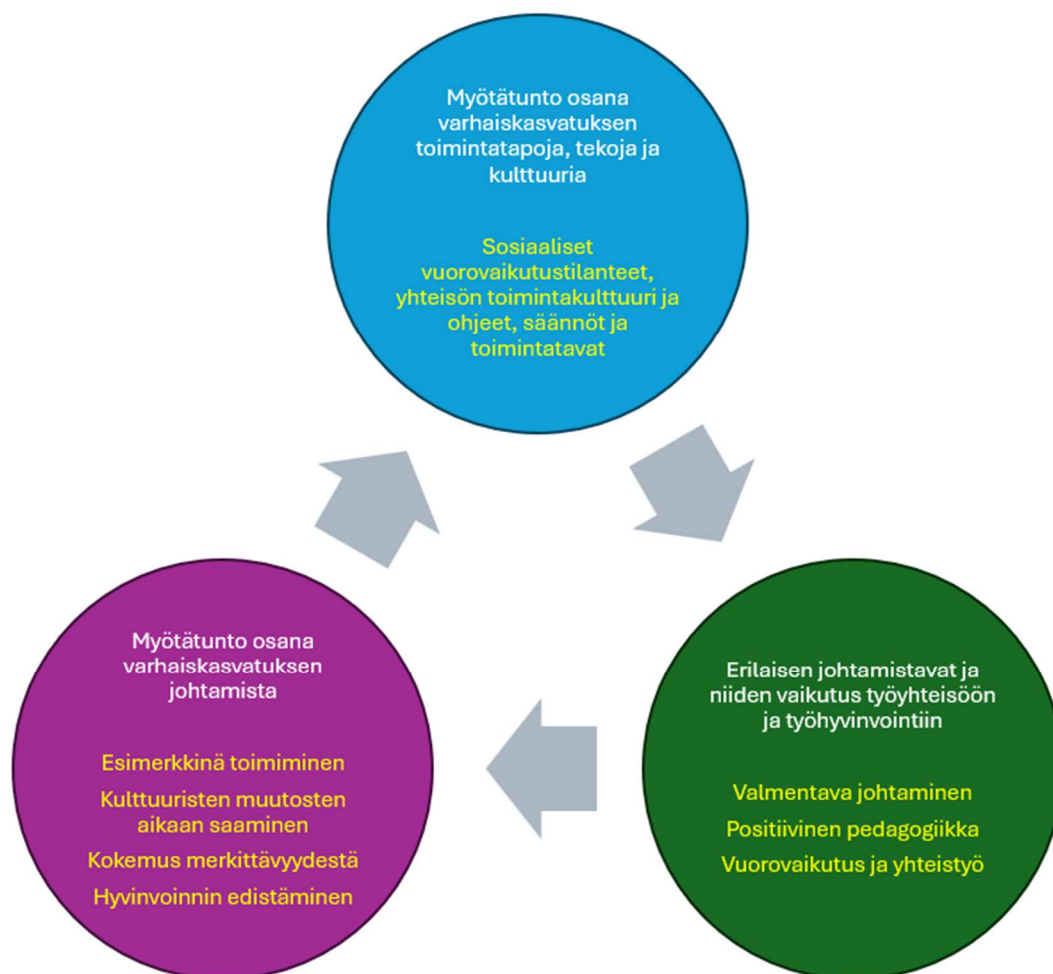 Myötätunto osana
varhaiskasvatuksen
toimintatapoja, tekoja ja
kulttuuria
Sosiaaliset
vuorovaikutustilanteet,
yhteisön toimintakulttuuri ja
ohjeet, säännöt ja
toimintatavat
Erilaisen johtamistavat ja
niiden vaikutus työyhteisöön
ja työhyvinvointiin
Valmentava johtaminen
Positiivinen pedagogiikka
Vuorovaikutus ja yhteistyö
Myötätunto osana
varhaiskasvatuksen
johtamista
Esimerkkinä toimiminen
Kulttuuristen muutosten
aikaan saaminen
Kokemus merkittävyydestä
Hyvinvoinnin edistäminen